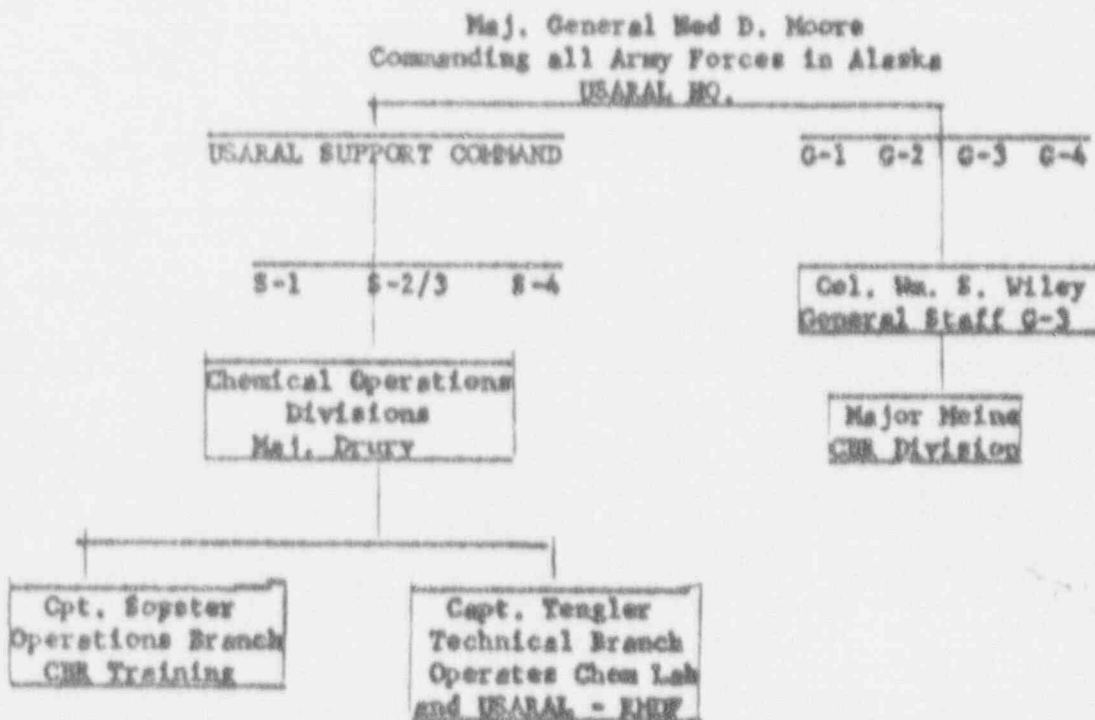 Maj. General Ned D. Moore
Commanding all Army Forces in Alaska
USARAL HQ.
USARAL SUPPORT COMMAND
G-1 G-2 G-3 G-4
S-1 S-2/3 S-4
Col. Wm. S. Wiley
General Staff G-3
Chemical Operations
Divisions
Maj. Drury
Major Meine
CBR Division
Cpt. Soyster
Operations Branch
CBR Training
Capt. Tengler
Technical Branch
Operates Chem Lab
and USARAL -